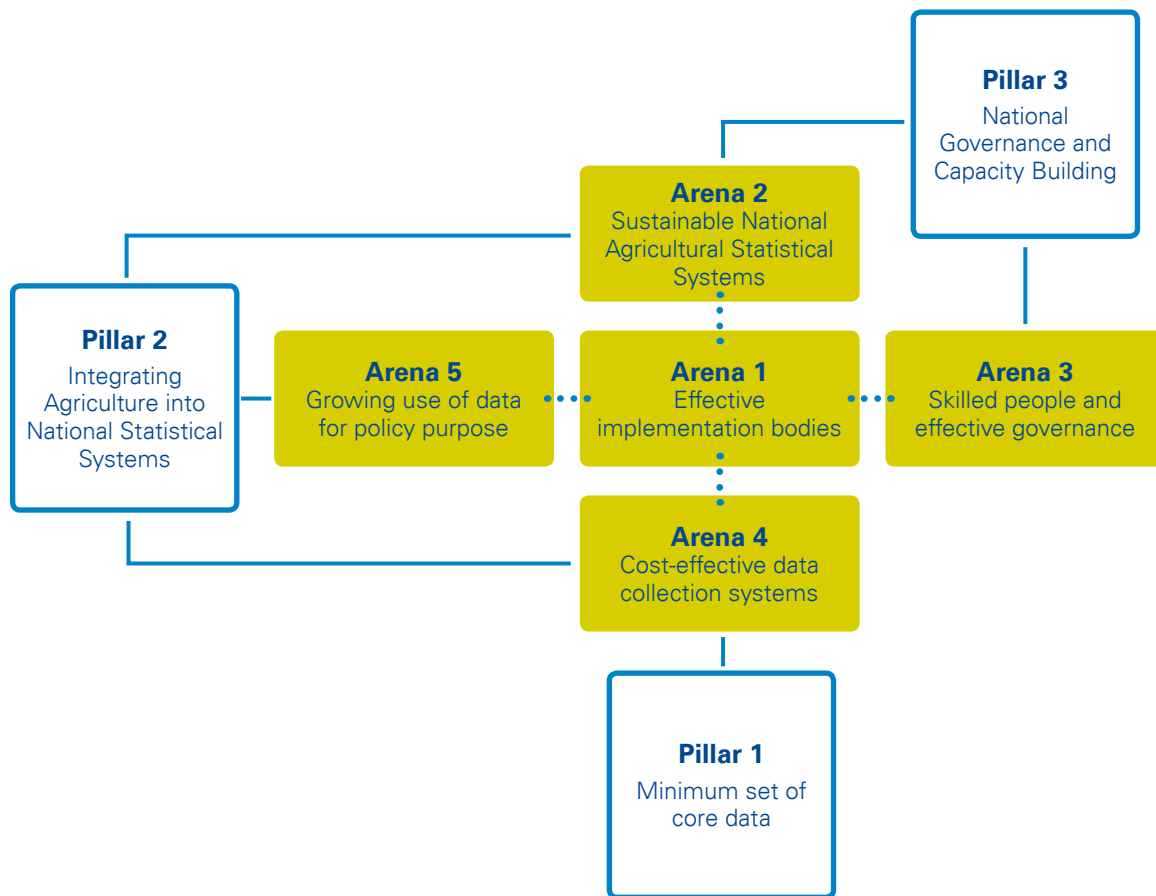 Pillar 3
National
Governance and
Capacity Building
Arena 2
Sustainable National
Agricultural Statistical
Systems
Pillar 2
Integrating
Agriculture into
National Statistical
Systems
Arena 5
Growing use of data
for policy purpose
Arena 1
Effective
implementation bodies
Arena 3
Skilled people and
effective governance
Arena 4
Cost-effective data
collection systems
Pillar 1
Minimum set of
core data